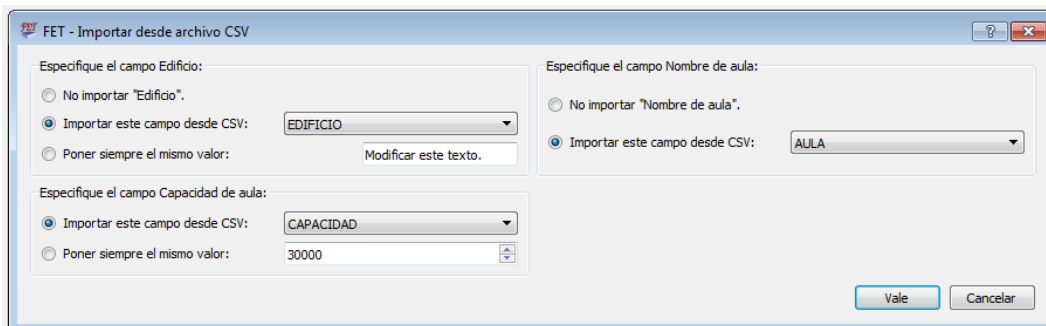 FET - Importar desde archivo CSV
Especifique el campo Edificio:
No importar "Edificio".
Importar este campo desde CSV: EDIFICIO
Poner siempre el mismo valor: Modificar este texto.
Especifique el campo Nombre de aula:
No importar "Nombre de aula".
Importar este campo desde CSV: AULA
Especifique el campo Capacidad de aula:
Importar este campo desde CSV: CAPACIDAD
Poner siempre el mismo valor: 30000
Vale Cancelar